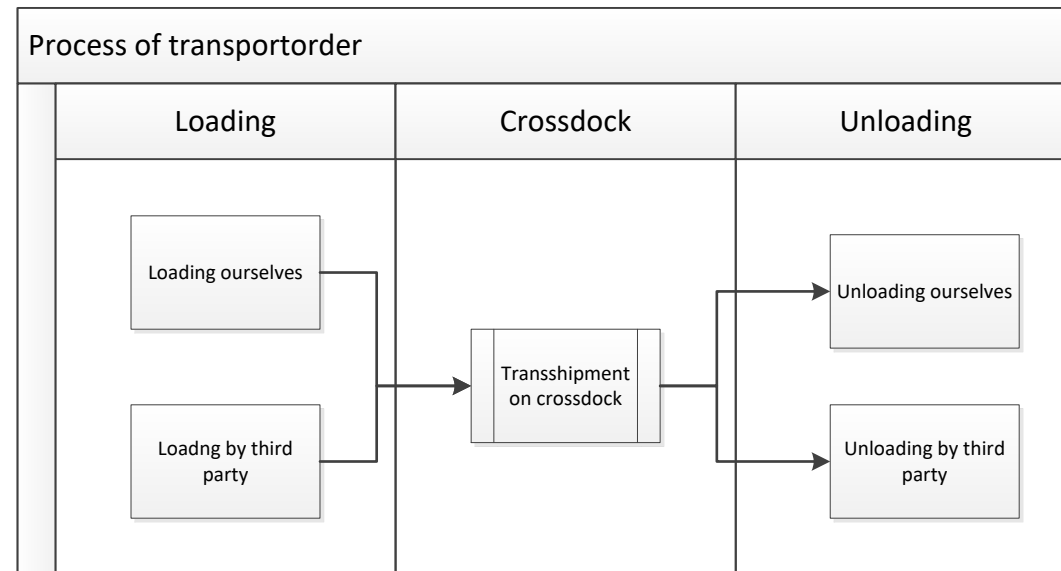 Process of transportorder
Loading
Crossdock
Unloading
Loading ourselves
Loadng by third
party
Transshipment
on crossdock
Unloading ourselves
Unloading by third
party